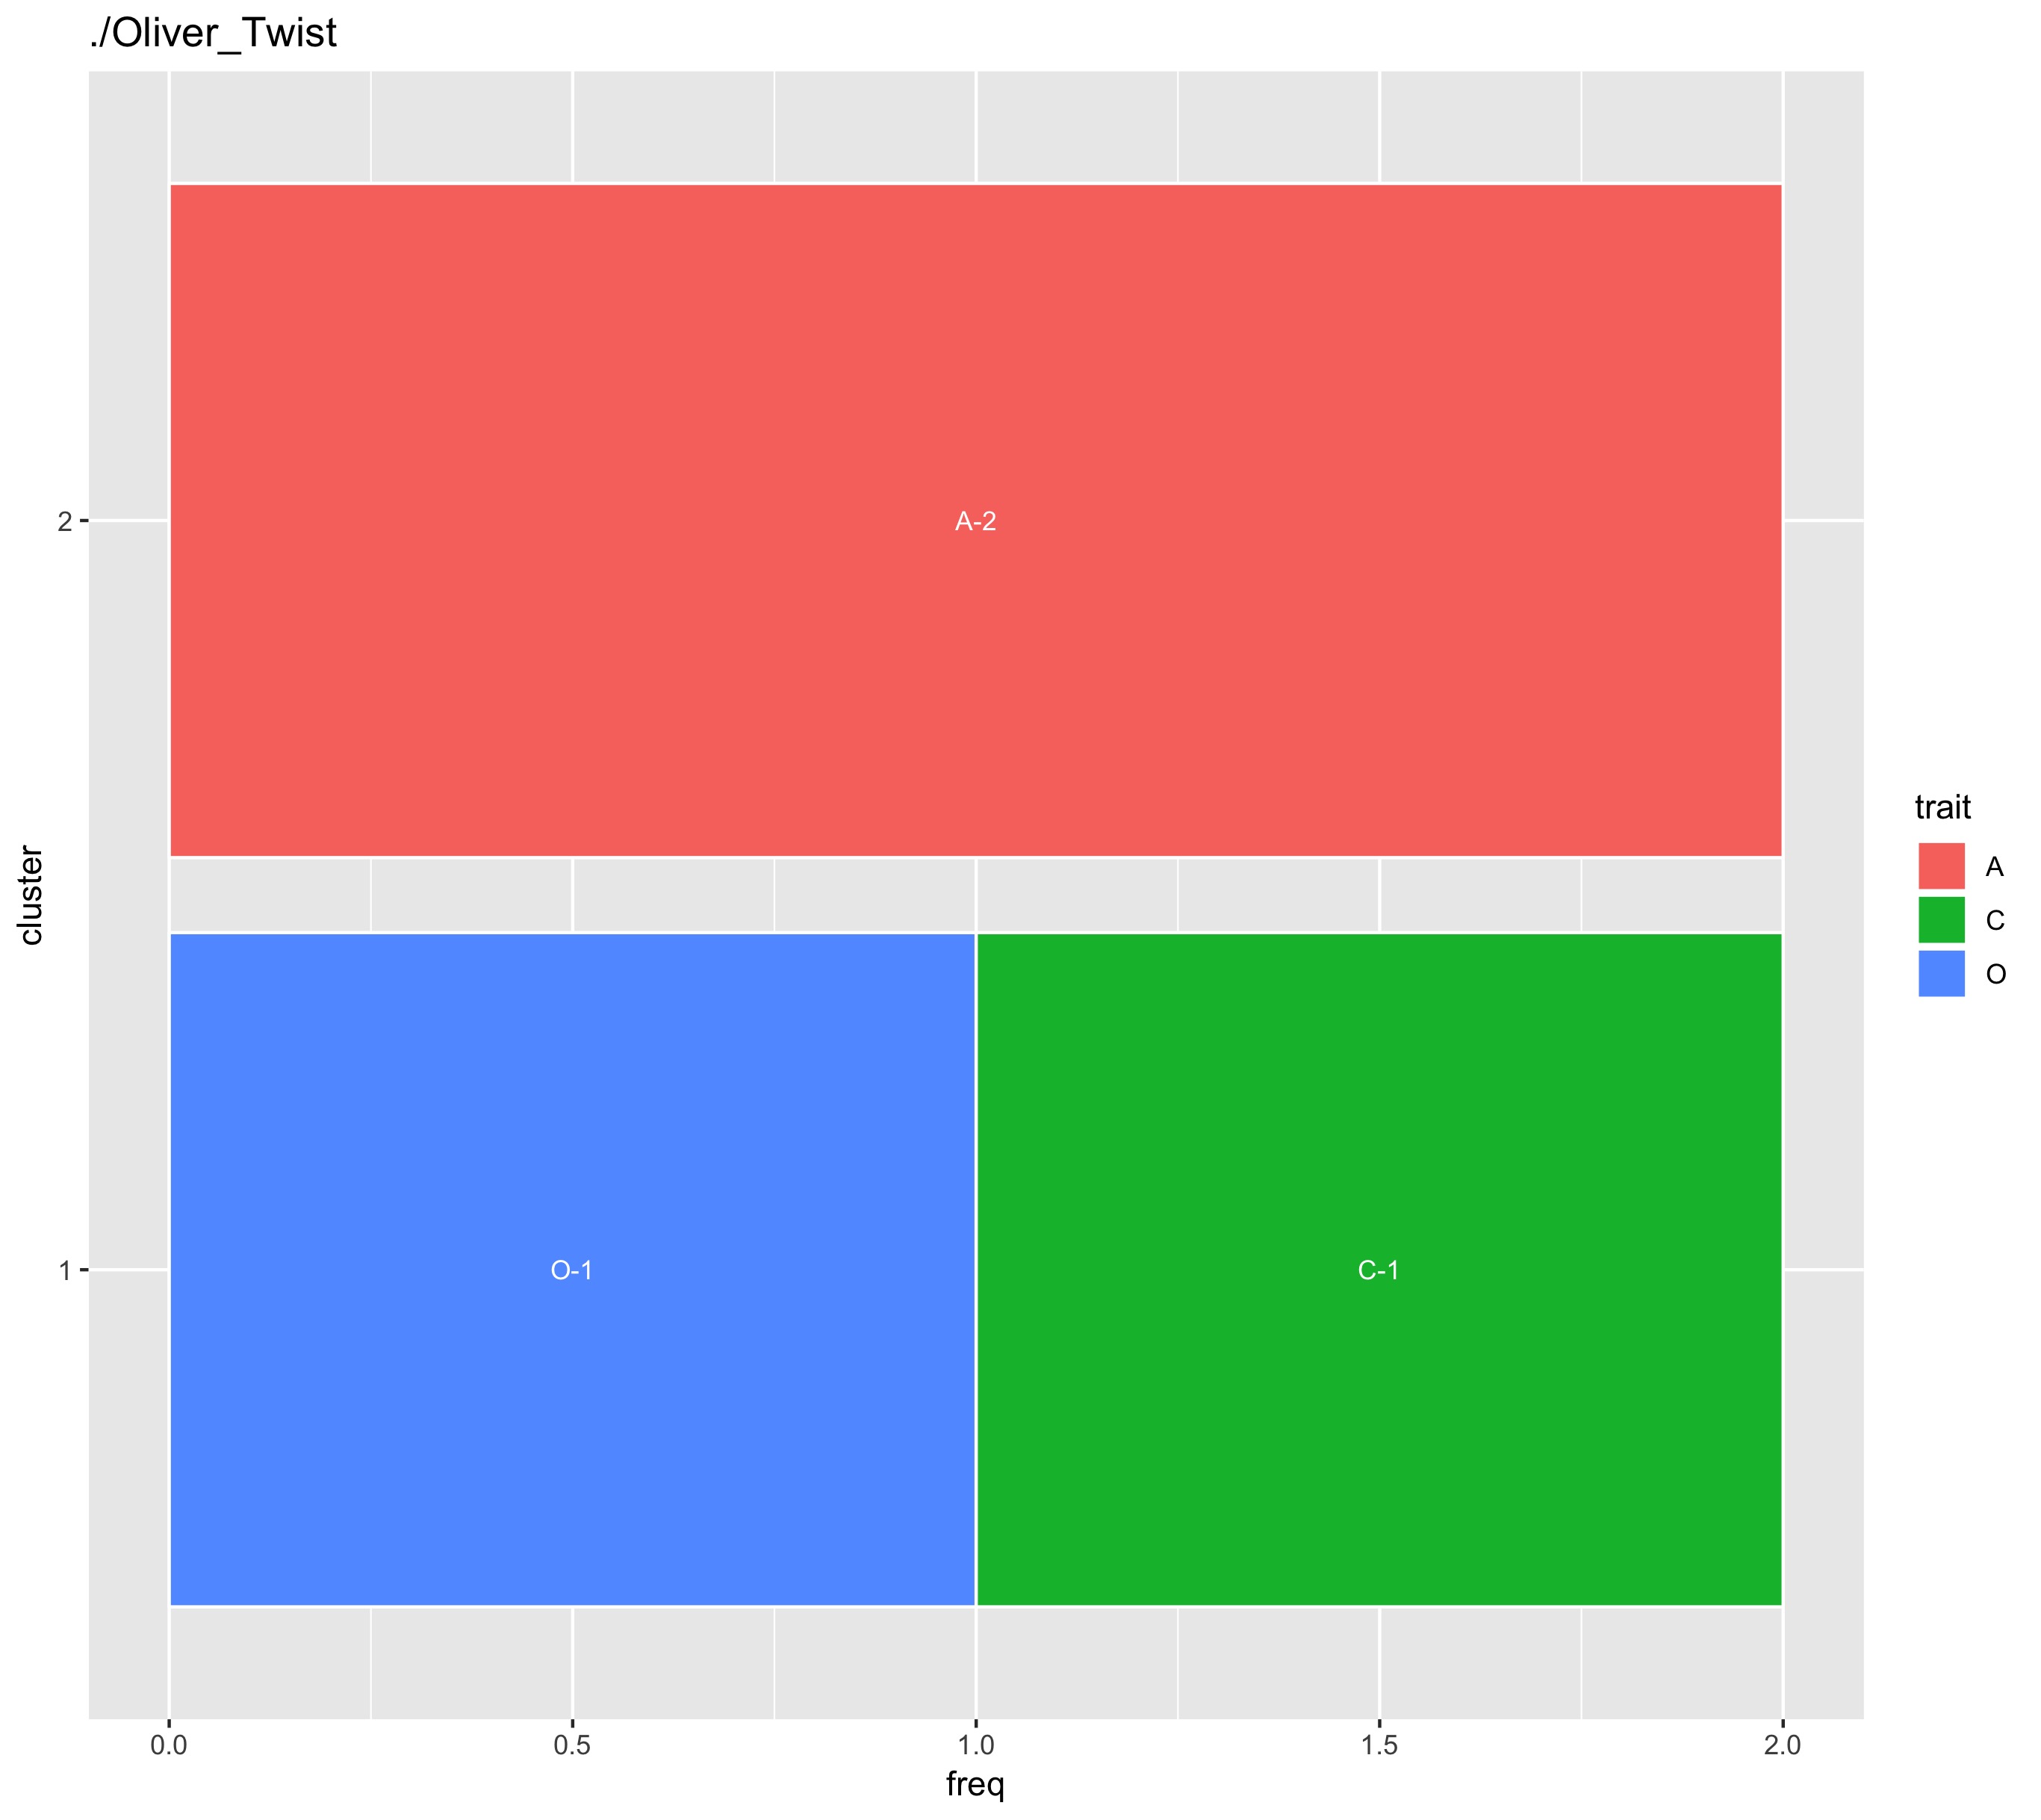 ./Oliver_Twist
cluster
2
A-2
1
O-1
C-1
0.0
0.5
1.0
1.5
2.0
freq
trait
A
C
O